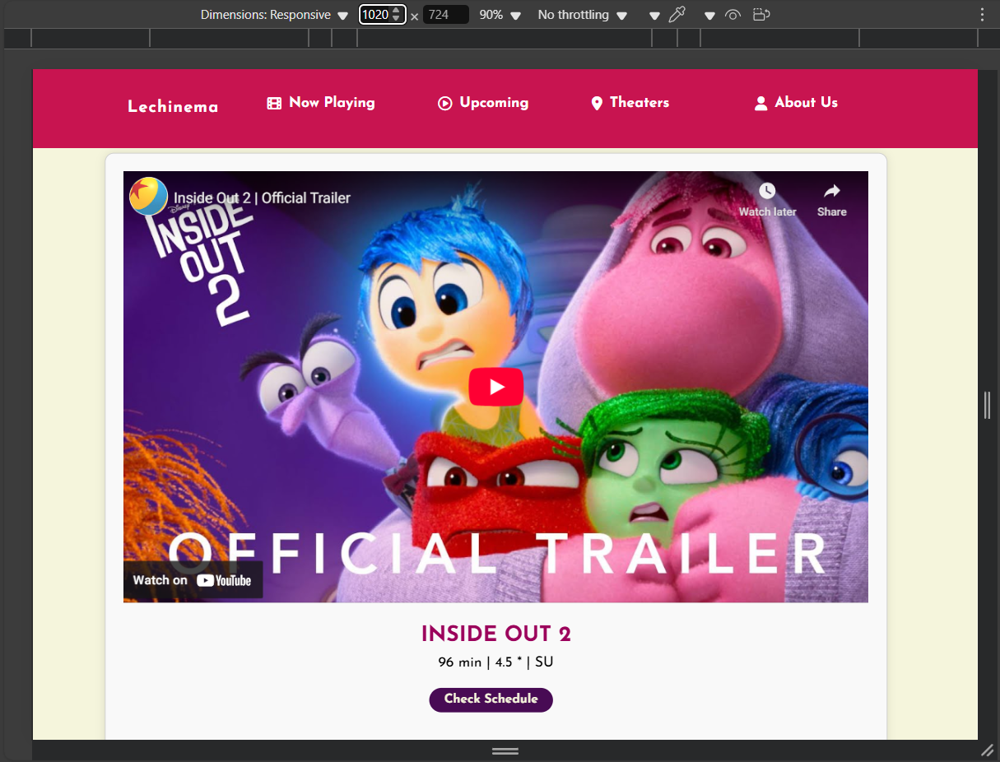 Dimensions: Responsive 1020 × 724 90% No throttling
Lechinema Now Playing Upcoming Theaters About Us
Inside Out 2 | Official Trailer
Watch later Share
Disney
INSIDE
OUT
2
OFFICIAL TRAILER
Watch on YouTube
INSIDE OUT 2
96 min | 4.5 * | SU
Check Schedule